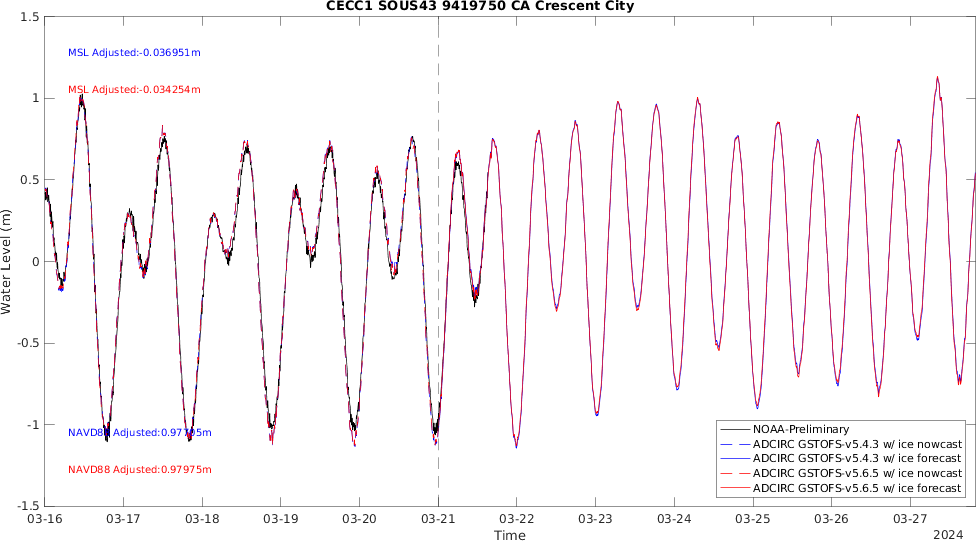 CECC1 SOUS43 9419750 CA Crescent City
1.5
MSL Adjusted:-0.036951m
MSL Adjusted:-0.034254m
1
0.5
0
-0.5
-1
-1.5
Water Level (m)
NAVD88 Adjusted:0.97705m
NAVD88 Adjusted:0.97975m
NOAA-Preliminary
ADCIRC GSTOFS-v5.4.3 w/ ice nowcast
ADCIRC GSTOFS-v5.4.3 w/ ice forecast
ADCIRC GSTOFS-v5.6.5 w/ ice nowcast
ADCIRC GSTOFS-v5.6.5 w/ ice forecast
03-16 03-17 03-18 03-19 03-20 03-21 03-22 03-23 03-24 03-25 03-26 03-27
Time
2024